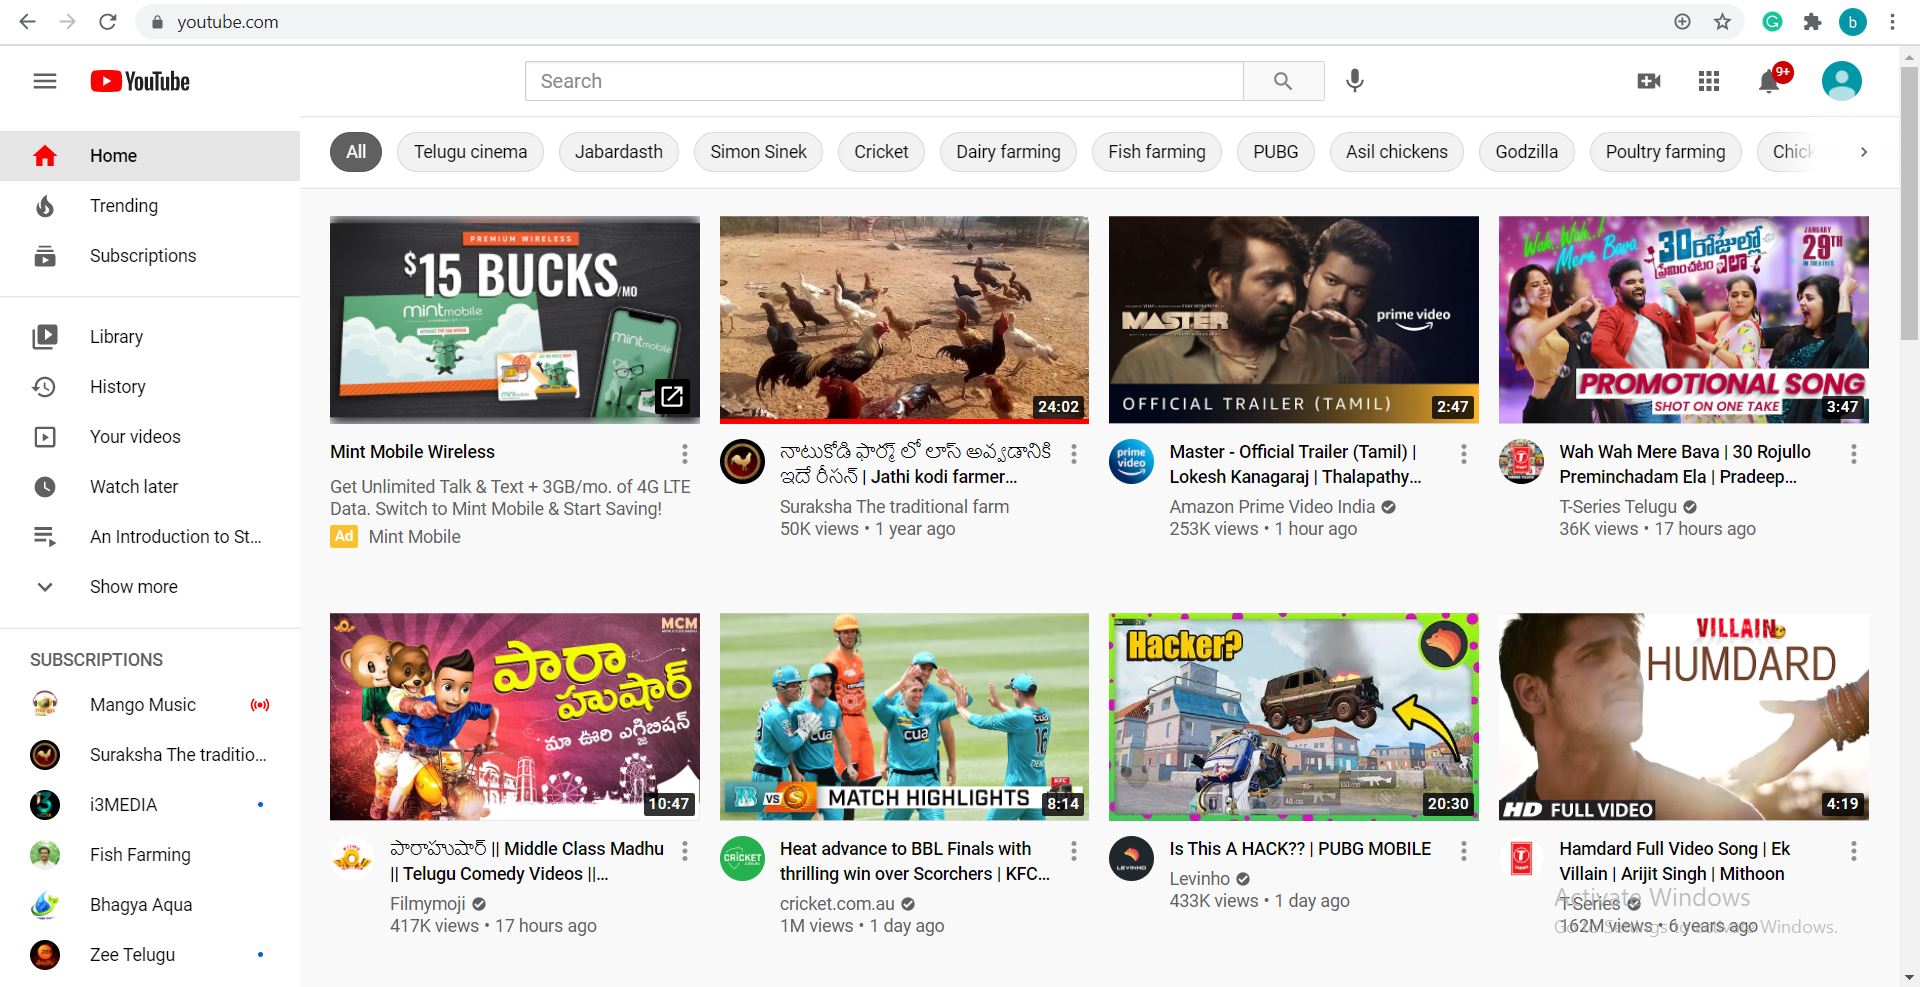 youtube.com
b
YouTube
Search
9+
Home
Trending
Subscriptions
Library
History
Your videos
Watch later
An Introduction to St...
Show more
SUBSCRIPTIONS
Mango Music
Suraksha The traditio...
i3MEDIA
Fish Farming
Bhagya Aqua
Zee Telugu
All
Telugu cinema
Jabardasth
Simon Sinek
Cricket
Dairy farming
Fish farming
PUBG
Asil chickens
Godzilla
Poultry farming
PREMIUM WIRELESS
$15 BUCKS/MO
mintmobile
mintmobile
Mint Mobile Wireless
Get Unlimited Talk & Text + 3GB/mo. of 4G LTE
Data. Switch to Mint Mobile & Start Saving!
Ad Mint Mobile
24:02
నాటుకోడి ఫార్మ్ లో లాస్ అవ్వడానికి
ఇదే రీసన్ | Jathi kodi farmer...
Suraksha The traditional farm
50K views • 1 year ago
MASTER
prime video
OFFICIAL TRAILER (TAMIL)
2:47
prime video
Master - Official Trailer (Tamil) |
Lokesh Kanagaraj | Thalapathy...
Amazon Prime Video India
253K views • 1 hour ago
Wah..Wah..!
Mere Bava
30రోజుల్లో
ప్రేమించటం ఎలా?
JANUARY
29TH
IN THEATRES
PROMOTIONAL SONG
SHOT ON ONE TAKE
3:47
Wah Wah Mere Bava | 30 Rojullo
Preminchadam Ela | Pradeep...
T-Series Telugu
36K views • 17 hours ago
MCM
పారా
హుషార్
మా ఊరి ఎగ్జిబిషన్
10:47
పారాహుషార్ || Middle Class Madhu
|| Telugu Comedy Videos ||...
Filmymoji
417K views • 17 hours ago
cua
cua
cua
16
VS
MATCH HIGHLIGHTS
KFC
8:14
CRICKET
Heat advance to BBL Finals with
thrilling win over Scorchers | KFC...
cricket.com.au
1M views • 1 day ago
Hacker?
20:30
LEVINHO
Is This A HACK?? | PUBG MOBILE
Levinho
433K views • 1 day ago
VILLAIN
HUMDARD
HD FULL VIDEO
4:19
Hamdard Full Video Song | Ek
Villain | Arijit Singh | Mithoon
T-Series
162M views • 6 years ago
Activate Windows
Go to Settings to activate Windows.